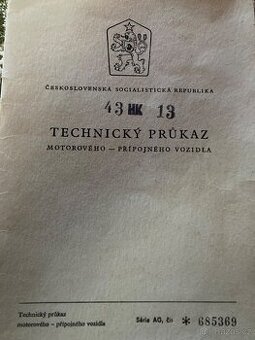 ČESKOSLOVENSKÁ SOCIALISTICKÁ REPUBLIKA
43 HK 13
TECHNICKÝ PRŮKAZ
MOTOROVÉHO — PŘÍPOJNÉHO VOZIDLA
Technický průkaz
motorového – přípojného vozidla
Série AG, čís ✻ 685369